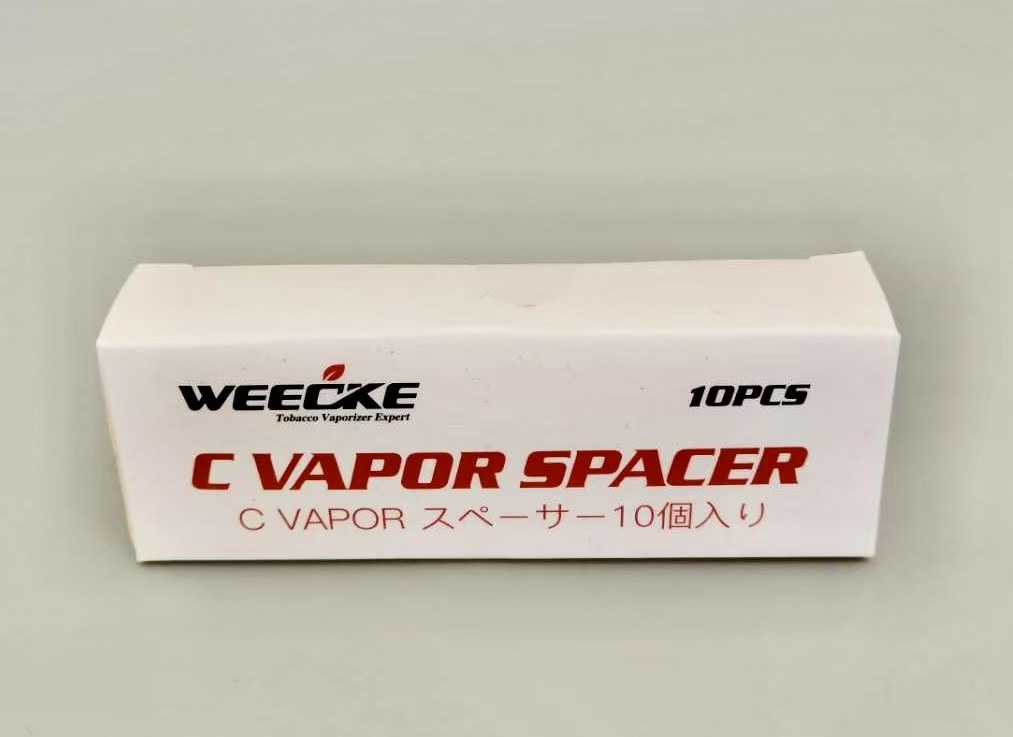 WEECKE
10PCS
Tobacco Vaporizer Expert
C VAPOR SPACER
C VAPOR スペーサー10個入り